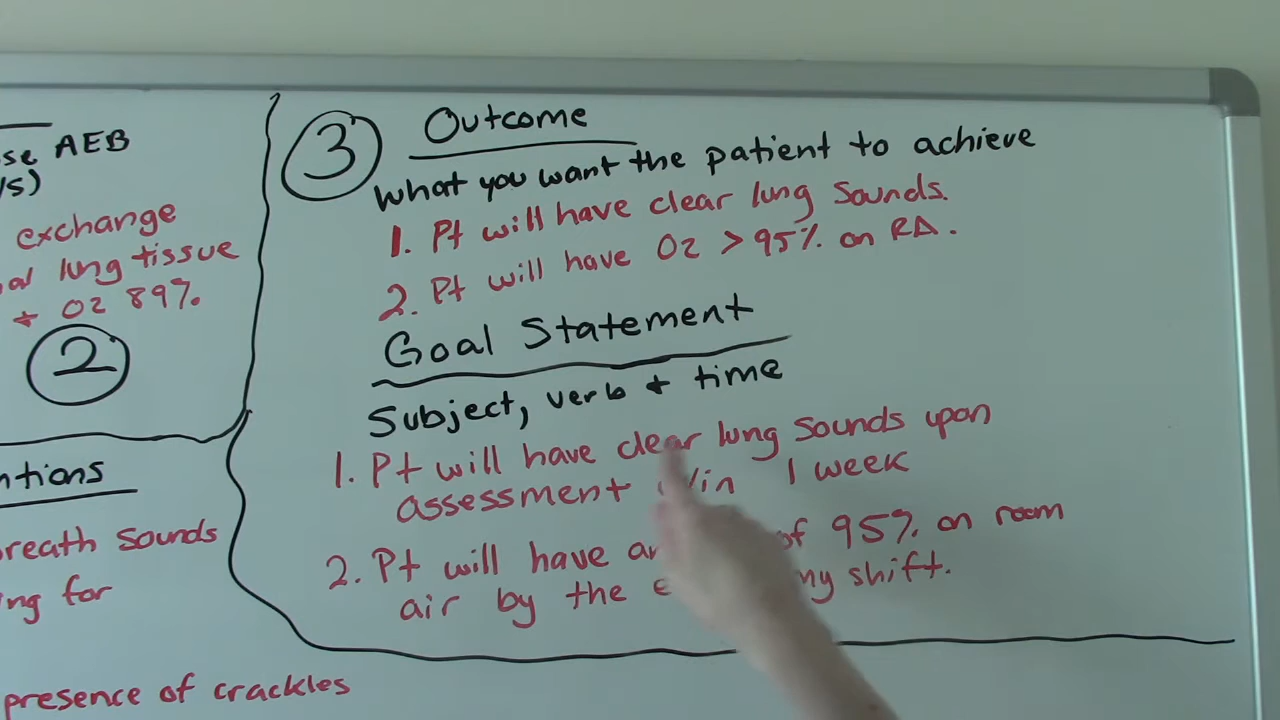 se AEB
/s)
exchange
al lung tissue
+ O2 89%.
2
ntions
reath sounds
ing for
presence of crackles
3 Outcome
What you want the patient to achieve
1. Pt will have clear lung sounds.
2. Pt will have O2 > 95% on RA.
Goal Statement
Subject, verb + time
1. Pt will have clear lung sounds upon
assessment w/in 1 week
2. Pt will have an of 95% on room
air by the my shift.